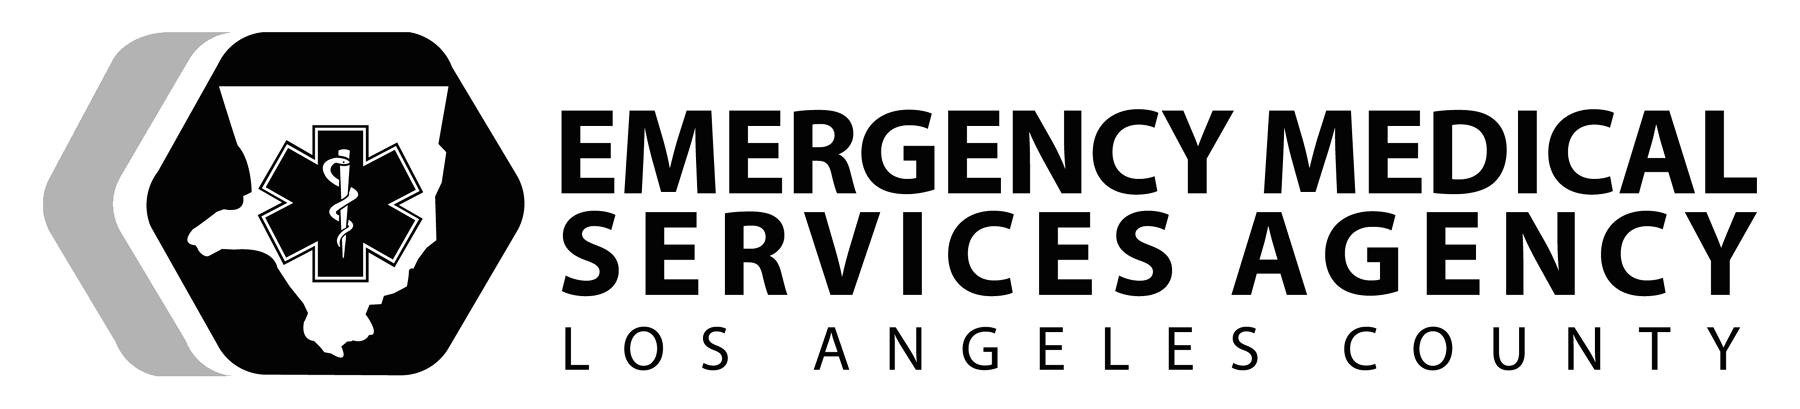 EMERGENCY MEDICAL
SERVICES AGENCY
LOS ANGELES COUNTY